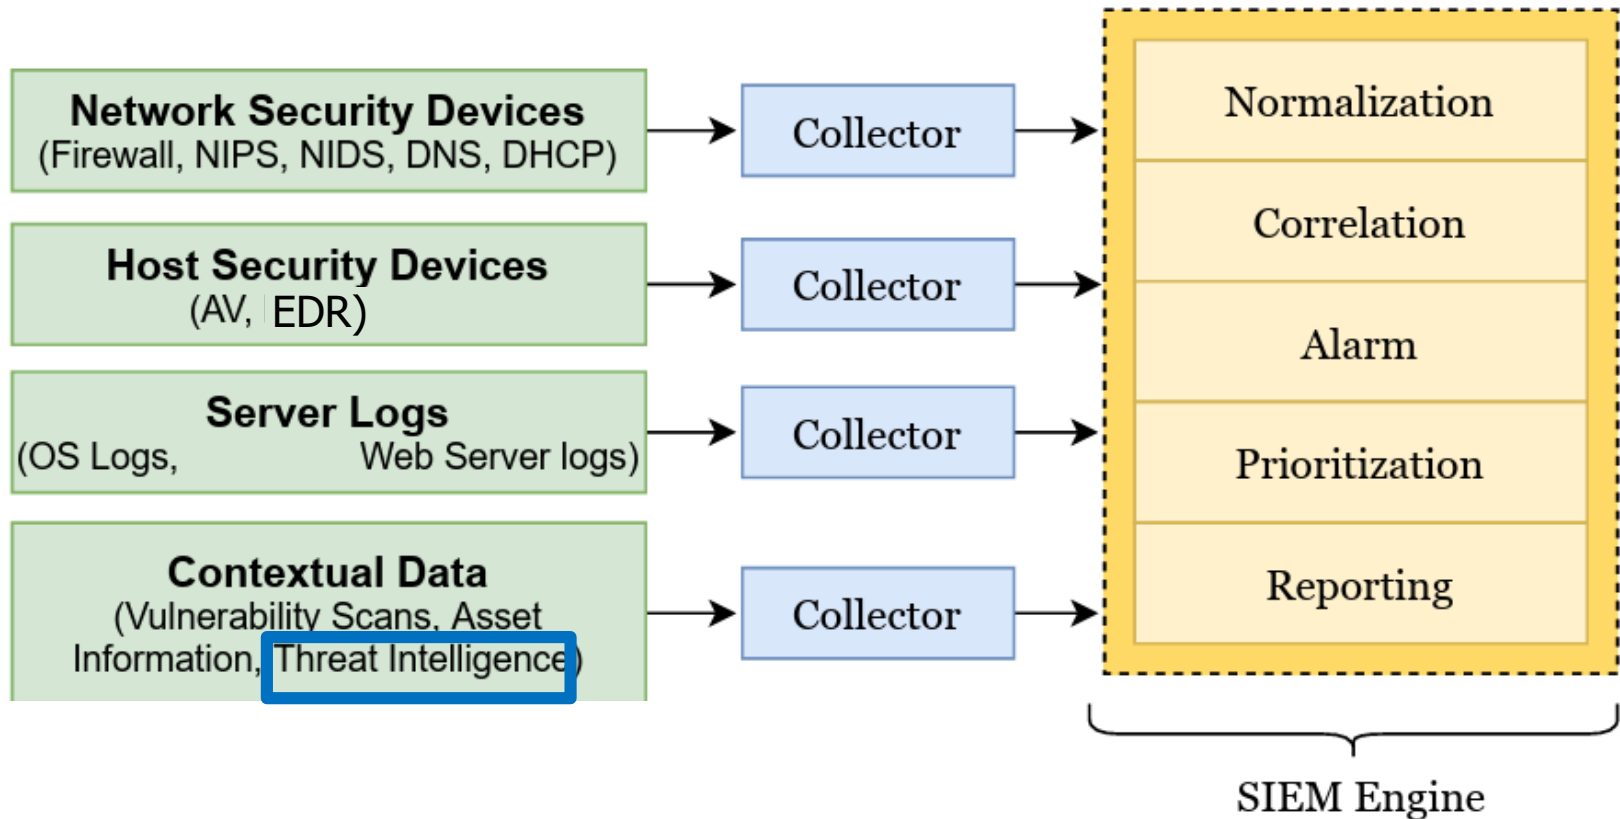 Network Security Devices
(Firewall, NIPS, NIDS, DNS, DHCP)
Collector
Host Security Devices
(AV, EDR)
Collector
Server Logs
(OS Logs, Web Server logs)
Collector
Contextual Data
(Vulnerability Scans, Asset
Information, Threat Intelligence)
Collector
Normalization
Correlation
Alarm
Prioritization
Reporting
SIEM Engine